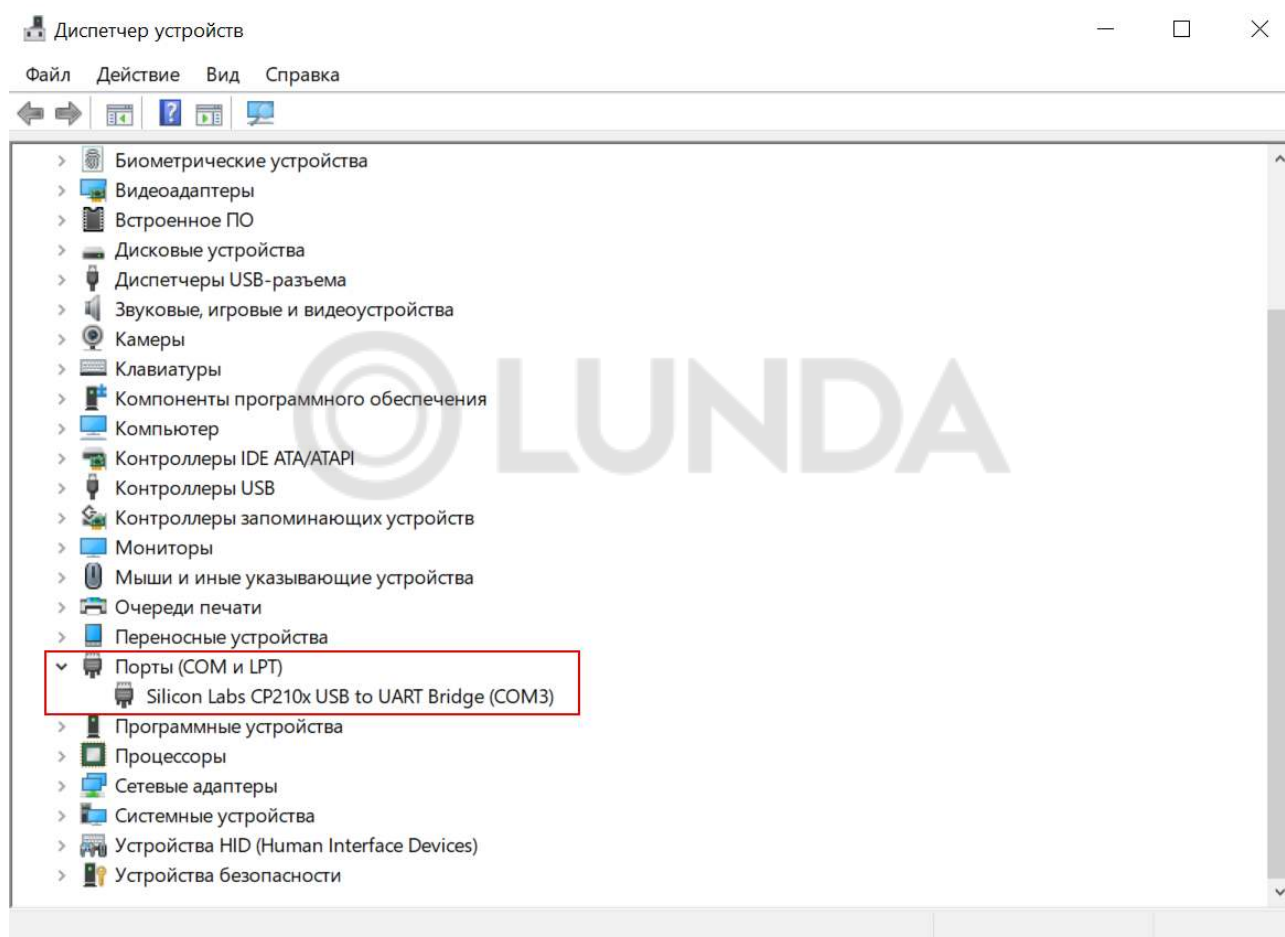 Диспетчер устройств
Файл Действие Вид Справка
Биометрические устройства
Видеоадаптеры
Встроенное ПО
Дисковые устройства
Диспетчеры USB-разъема
Звуковые, игровые и видеоустройства
Камеры
Клавиатуры
Компоненты программного обеспечения
Компьютер
Контроллеры IDE ATA/ATAPI
Контроллеры USB
Контроллеры запоминающих устройств
Мониторы
Мыши и иные указывающие устройства
Очереди печати
Переносные устройства
Порты (COM и LPT)
Silicon Labs CP210x USB to UART Bridge (COM3)
Программные устройства
Процессоры
Сетевые адаптеры
Системные устройства
Устройства HID (Human Interface Devices)
Устройства безопасности
LUNDA